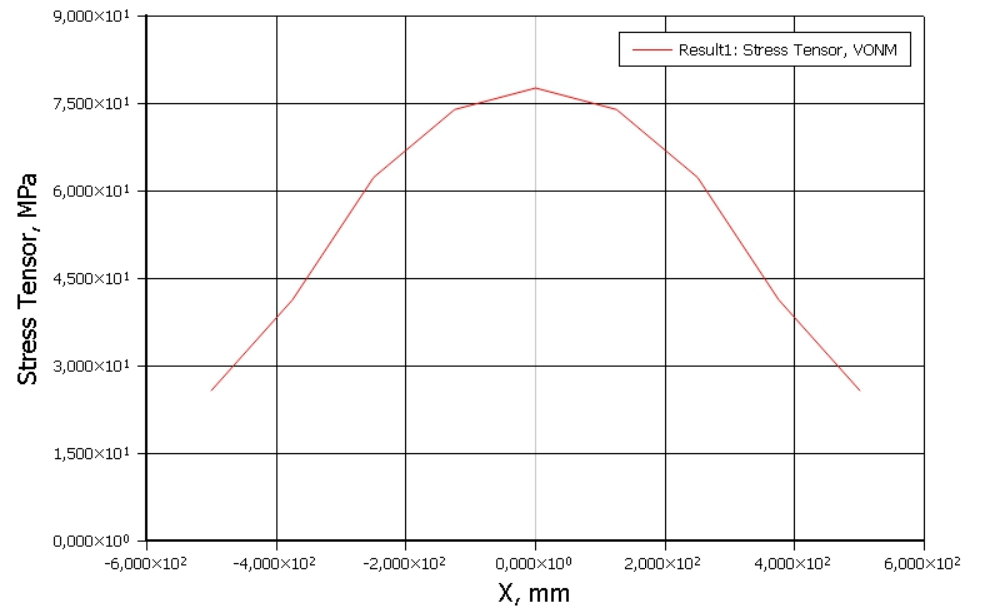 9,000×10¹
Result1: Stress Tensor, VONM
7,500×10¹
6,000×10¹
4,500×10¹
3,000×10¹
1,500×10¹
0,000×10⁰
Stress Tensor, MPa
-6,000×10² -4,000×10² -2,000×10² 0,000×10⁰ 2,000×10² 4,000×10² 6,000×10²
X, mm